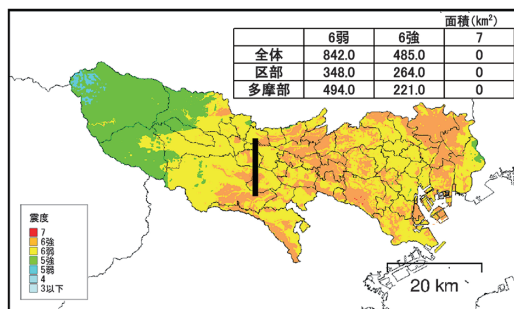 面積(km²)
6弱 6強 7
全体 842.0 485.0 0
区部 348.0 264.0 0
多摩部 494.0 221.0 0
震度
7
6強
6弱
5強
5弱
4
3以下
20 km